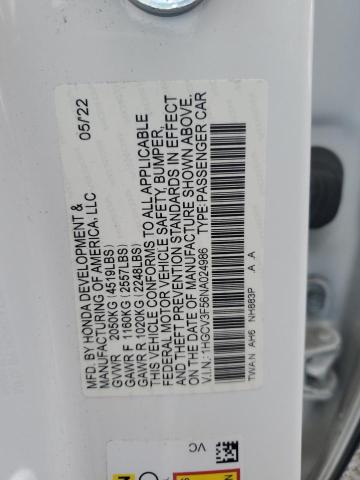 MFD. BY HONDA DEVELOPMENT & 05/22
MANUFACTURING OF AMERICA, LLC
GVWR 2050KG (4519LBS)
GAWR F 1160KG (2557LBS)
GAWR R 1020KG (2248LBS)
THIS VEHICLE CONFORMS TO ALL APPLICABLE
FEDERAL MOTOR VEHICLE SAFETY, BUMPER,
AND THEFT PREVENTION STANDARDS IN EFFECT
ON THE DATE OF MANUFACTURE SHOWN ABOVE.
V.I.N.: 1HGCV3F56NA024986 TYPE: PASSENGER CAR
TWAN AH6 NH883P A A
VC